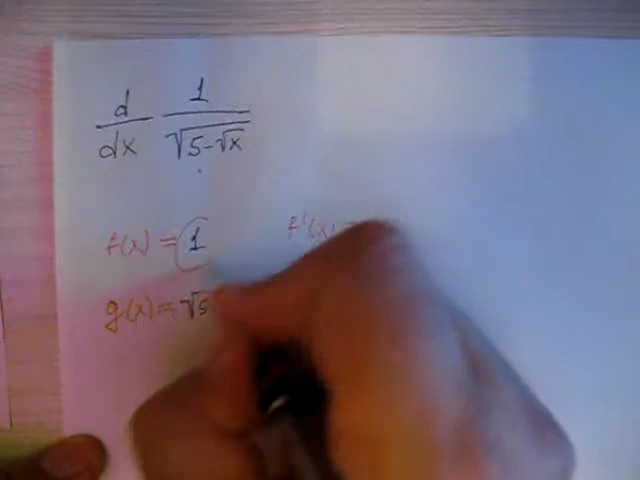 d/dx 1/√5-√x
f(x) = 1 f'(x)
g(x) = √5